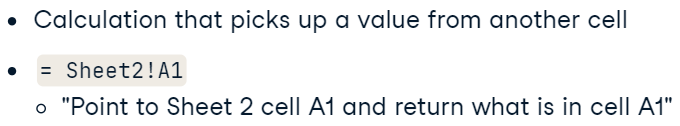 • Calculation that picks up a value from another cell
• = Sheet2!A1
○ "Point to Sheet 2 cell A1 and return what is in cell A1"